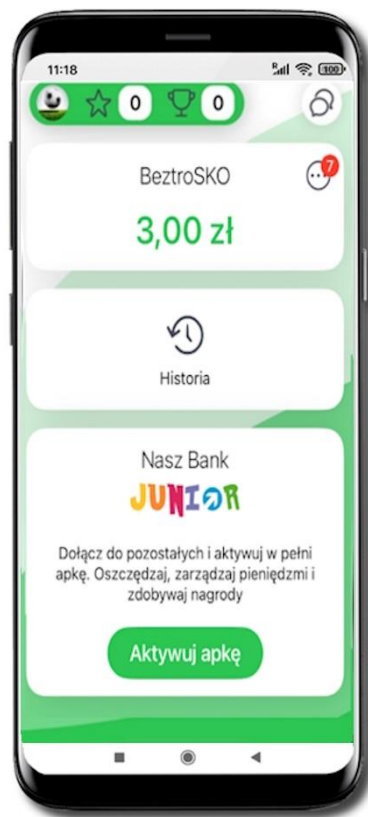 11:18
R
100
0
0
BeztroSKO
7
3,00 zł
Historia
Nasz Bank
JUNIOR
Dołącz do pozostałych i aktywuj w pełni
apkę. Oszczędzaj, zarządzaj pieniędzmi i
zdobywaj nagrody
Aktywuj apkę